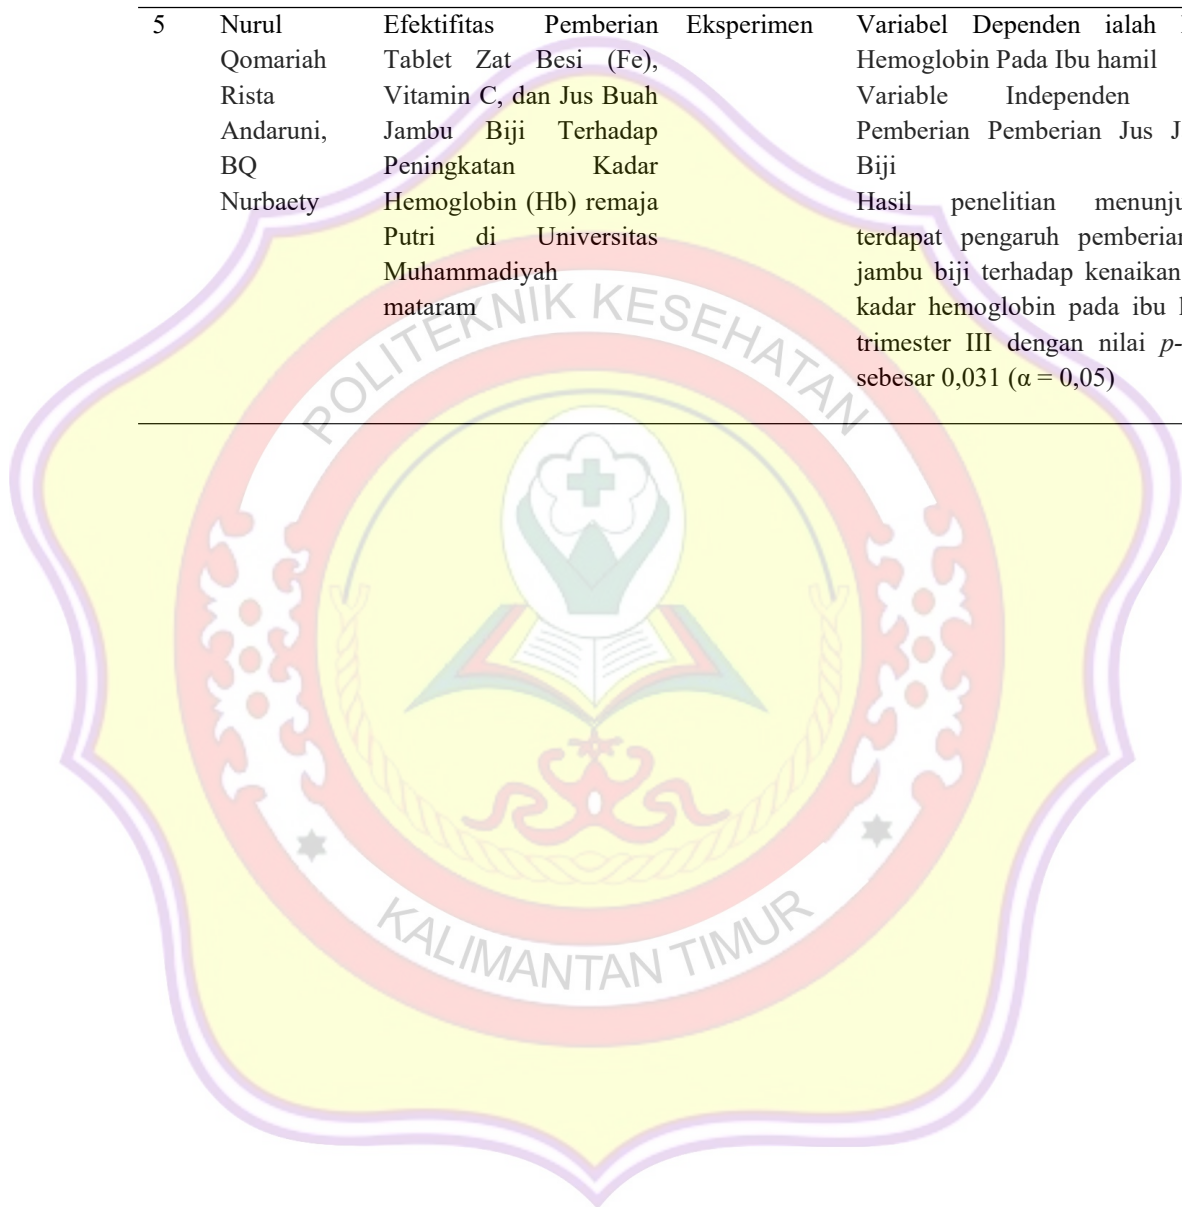 5 Nurul Efektifitas Pemberian Eksperimen Variabel Dependen ialah
Qomariah Tablet Zat Besi (Fe), Hemoglobin Pada Ibu hamil
Rista Vitamin C, dan Jus Buah Variable Independen
Andaruni, Jambu Biji Terhadap Pemberian Pemberian Jus
BQ Peningkatan Kadar Biji
Nurbaety Hemoglobin (Hb) remaja Hasil penelitian
Putri di Universitas terdapat pengaruh pemberian
Muhammadiyah jambu biji terhadap kenaikan
mataram kadar hemoglobin pada ibu
trimester III dengan nilai p-
sebesar 0,031 (α = 0,05)
POLITEKNIK KESEHATAN
KALIMANTAN TIMUR